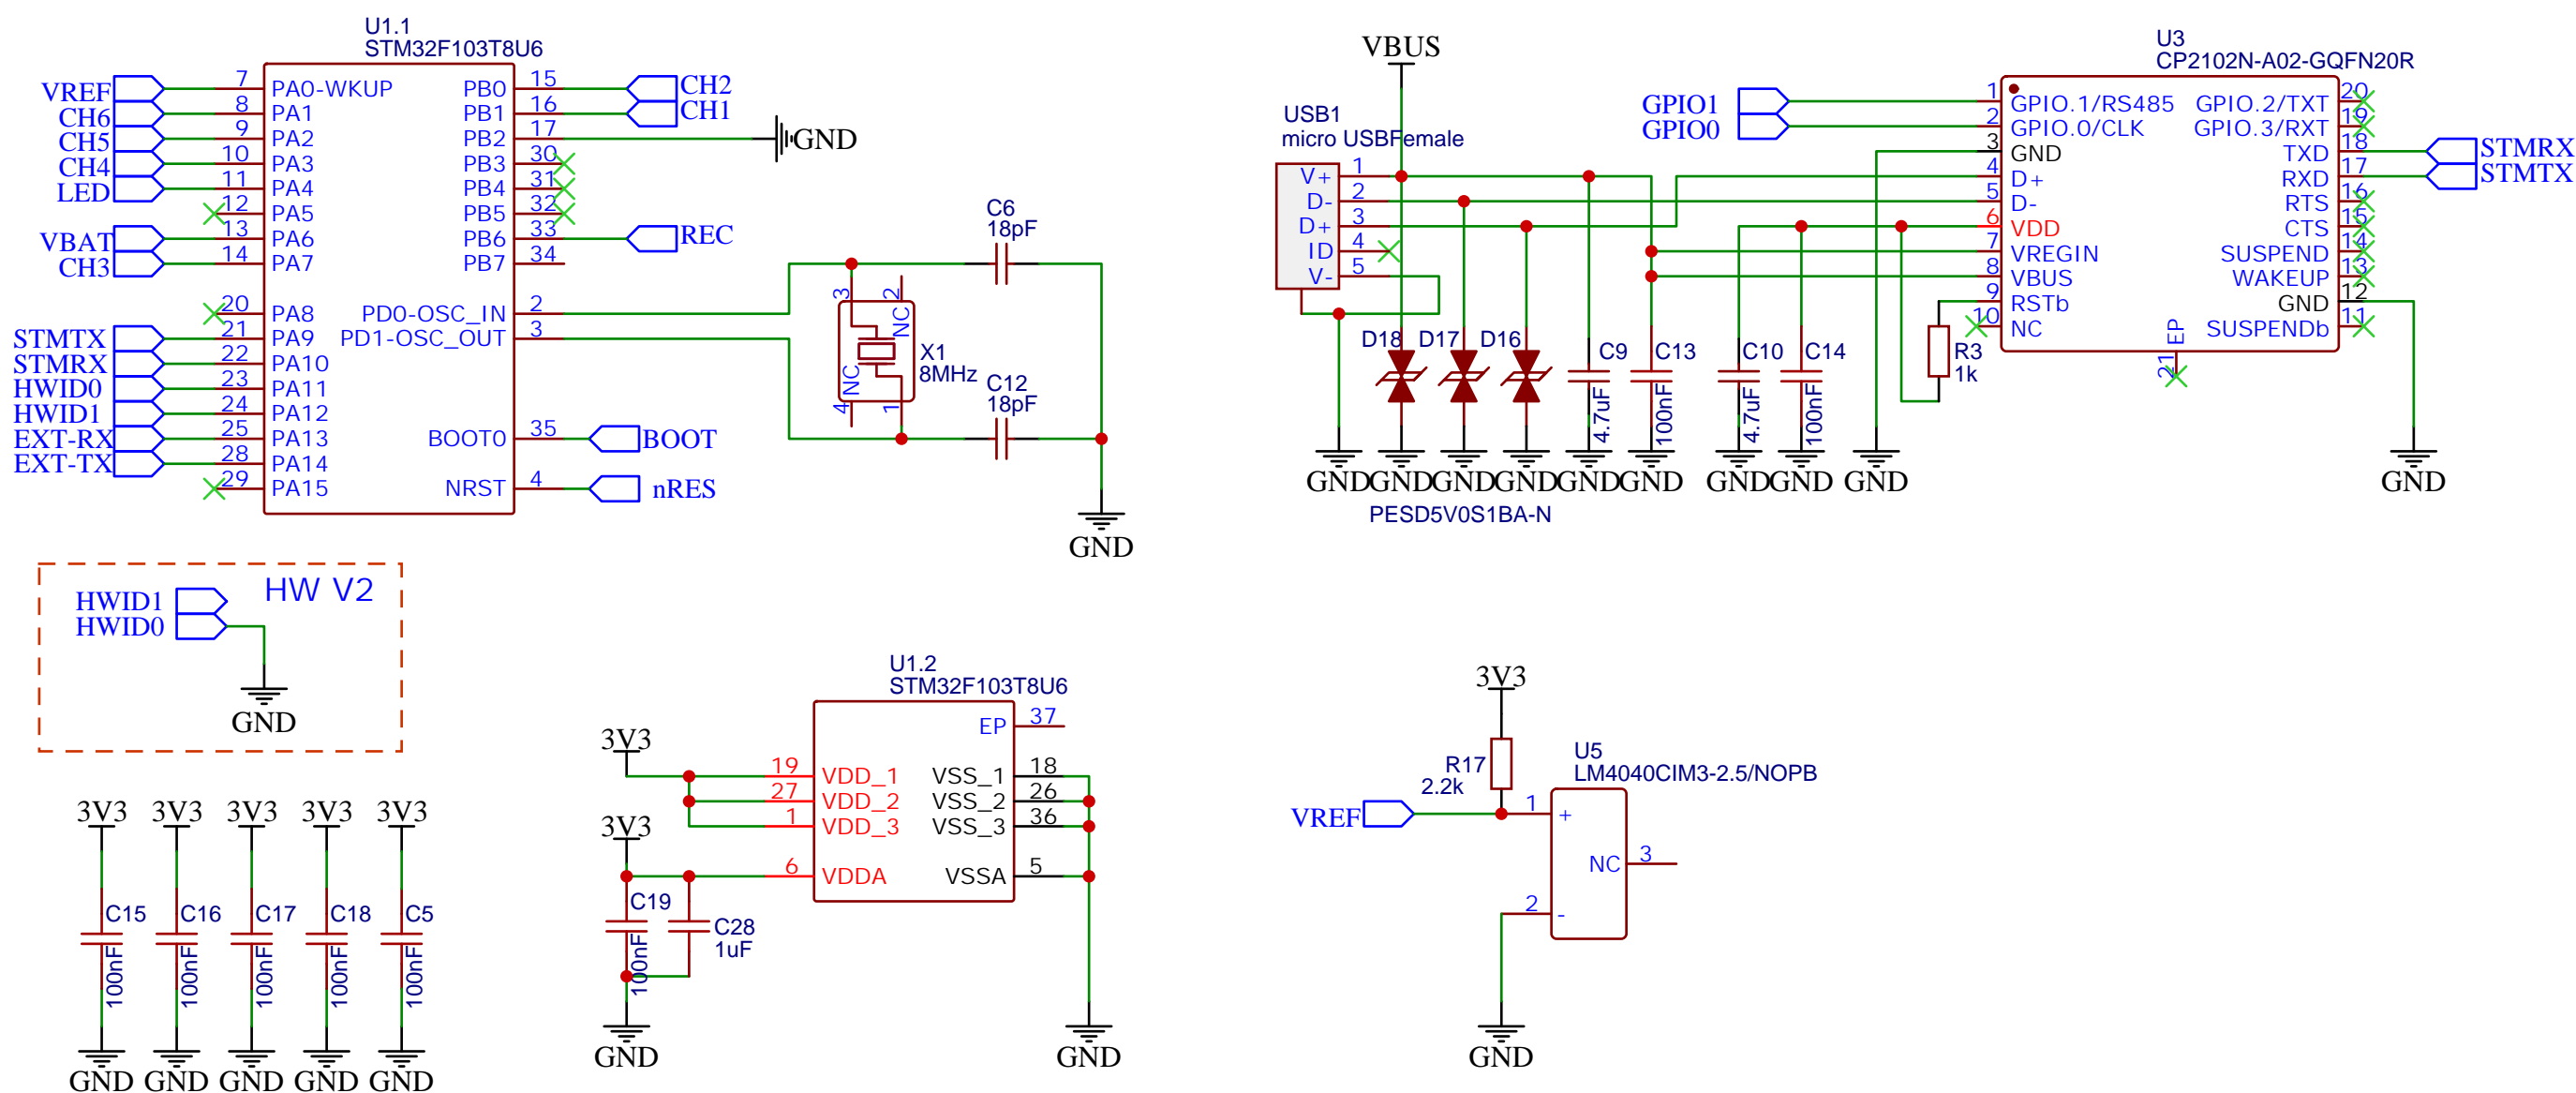 U1.1
STM32F103T8U6
VREF 7 PA0-WKUP PB0 15 CH2
CH6 8 PA1 PB1 16 CH1
CH5 9 PA2 PB2 17 GND
CH4 10 PA3 PB3 30
LED 11 PA4 PB4 31
12 PA5 PB5 32
VBAT 13 PA6 PB6 33 REC
CH3 14 PA7 PB7 34
20 PA8 PD0-OSC_IN 2
STMTX 21 PA9 PD1-OSC_OUT 3
STMRX 22 PA10
HWID0 23 PA11
HWID1 24 PA12
EXT-RX 25 PA13 BOOT0 35 BOOT
EXT-TX 28 PA14
29 PA15 NRST 4 nRES
C6
18pF
3 2
NC
X1
8MHz
NC
4 1
C12
18pF
GND
VBUS
USB1
micro USBFemale
V+ 1
D- 2
D+ 3
ID 4
V- 5
D18 D17 D16 C9 C13 C10 C14
4.7uF 100nF 4.7uF 100nF
R3
1k
GND GND GND GND GND GND GND GND GND
PESD5V0S1BA-N
U3
CP2102N-A02-GQFN20R
GPIO1 1 GPIO.1/RS485 GPIO.2/TXT 20
GPIO0 2 GPIO.0/CLK GPIO.3/RXT 19
3 GND TXD 18 STMRX
4 D+ RXD 17 STMTX
5 D- RTS 16
6 VDD CTS 15
7 VREGIN SUSPEND 14
8 VBUS WAKEUP 13
9 RSTb GND 12
10 NC SUSPENDb 11
EP
21
GND
HW V2
HWID1
HWID0
GND
3V3 3V3 3V3 3V3 3V3
C15 C16 C17 C18 C5
100nF 100nF 100nF 100nF 100nF
GND GND GND GND GND
U1.2
STM32F103T8U6
EP 37
3V3
19 VDD_1 VSS_1 18
27 VDD_2 VSS_2 26
1 VDD_3 VSS_3 36
3V3
6 VDDA VSSA 5
C19
100nF
C28
1uF
GND GND
3V3
R17
2.2k
U5
LM4040CIM3-2.5/NOPB
VREF 1 +
NC 3
2 -
GND